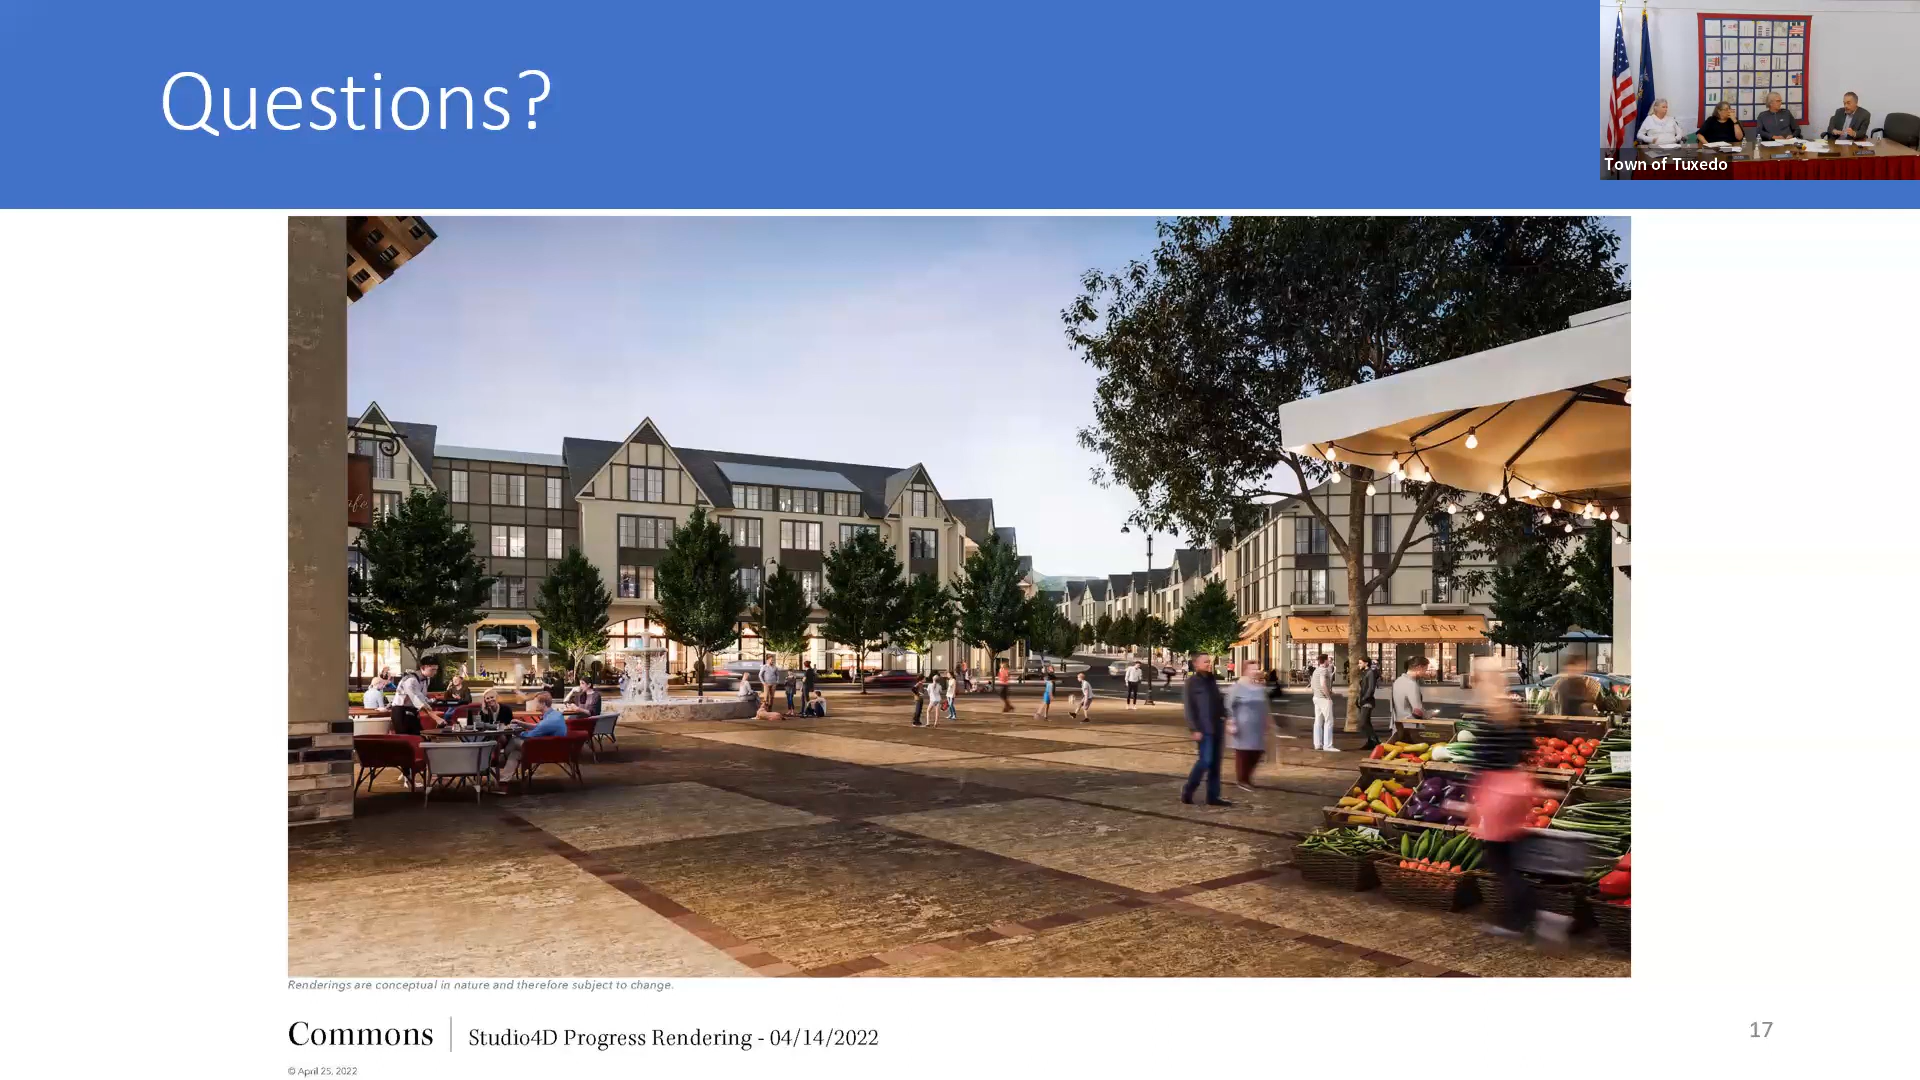 Questions?
Town of Tuxedo
CENTRAL ALL-STAR
Renderings are conceptual in nature and therefore subject to change.
Commons
Studio4D Progress Rendering - 04/14/2022
17
© April 25, 2022